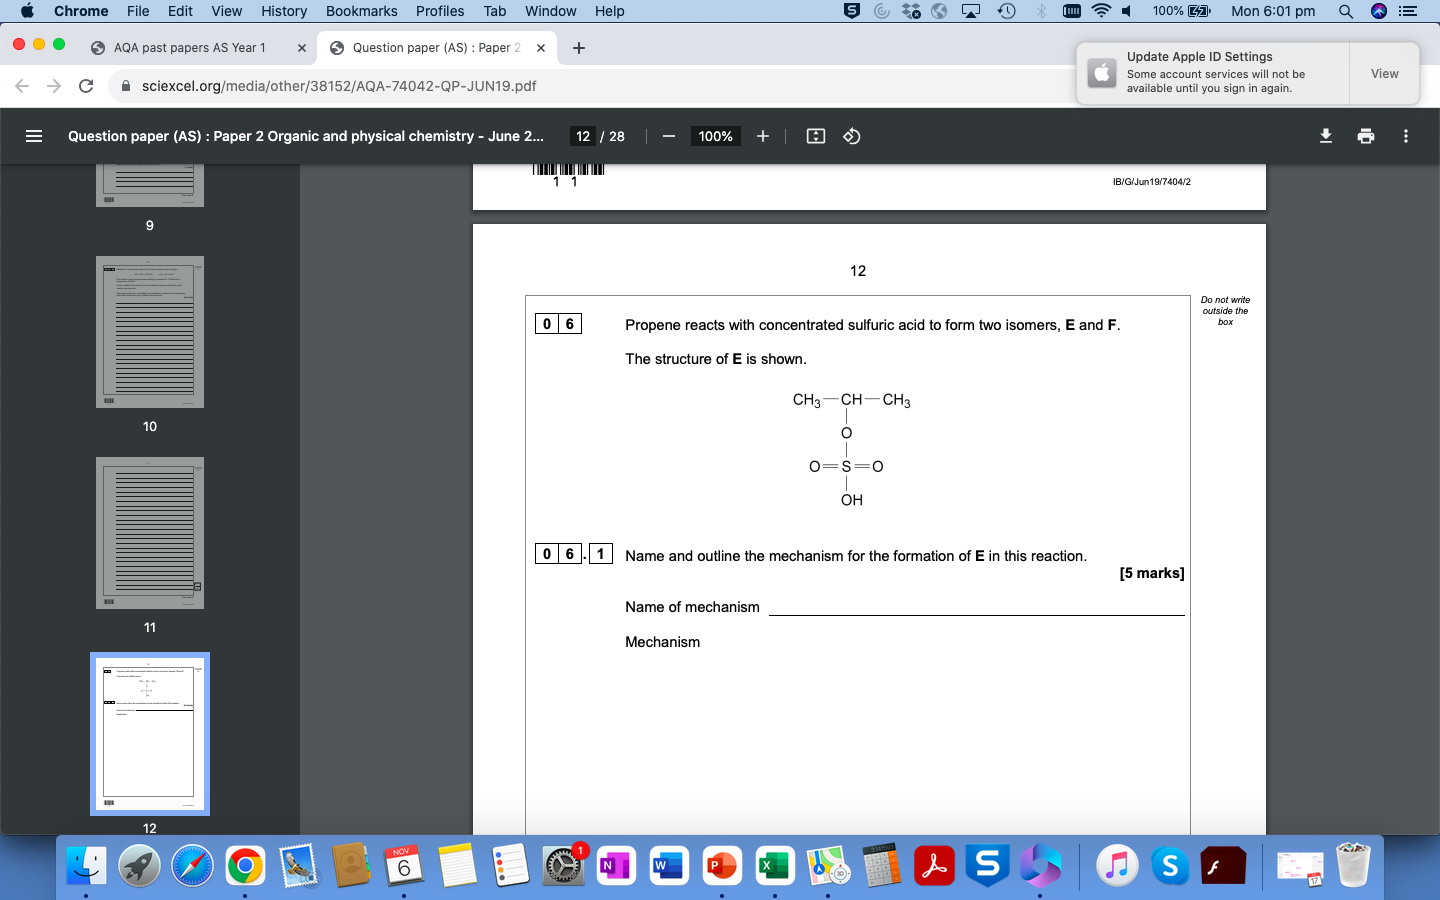 Chrome File Edit View History Bookmarks Profiles Tab Window Help 100% Mon 6:01 pm
AQA past papers AS Year 1
Question paper (AS) : Paper 2
sciexcel.org/media/other/38152/AQA-74042-QP-JUN19.pdf
Update Apple ID Settings
Some account services will not be
available until you sign in again.
View
Question paper (AS) : Paper 2 Organic and physical chemistry - June 2... 12 / 28 100%
9
10
11
12
1 1
IB/G/Jun19/7404/2
12
Do not write
outside the
box
0 6 Propene reacts with concentrated sulfuric acid to form two isomers, E and F.
The structure of E is shown.
CH₃ — CH — CH₃
O
O=S=O
OH
0 6 . 1 Name and outline the mechanism for the formation of E in this reaction.
[5 marks]
Name of mechanism
Mechanism
NOV
6
1
N
W
P
X
3D
S
S
f
17